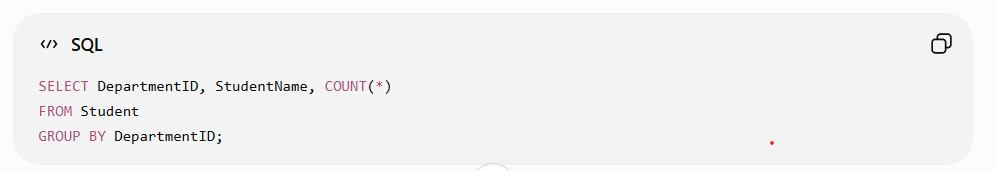 </> SQL
SELECT DepartmentID, StudentName, COUNT(*)
FROM Student
GROUP BY DepartmentID;